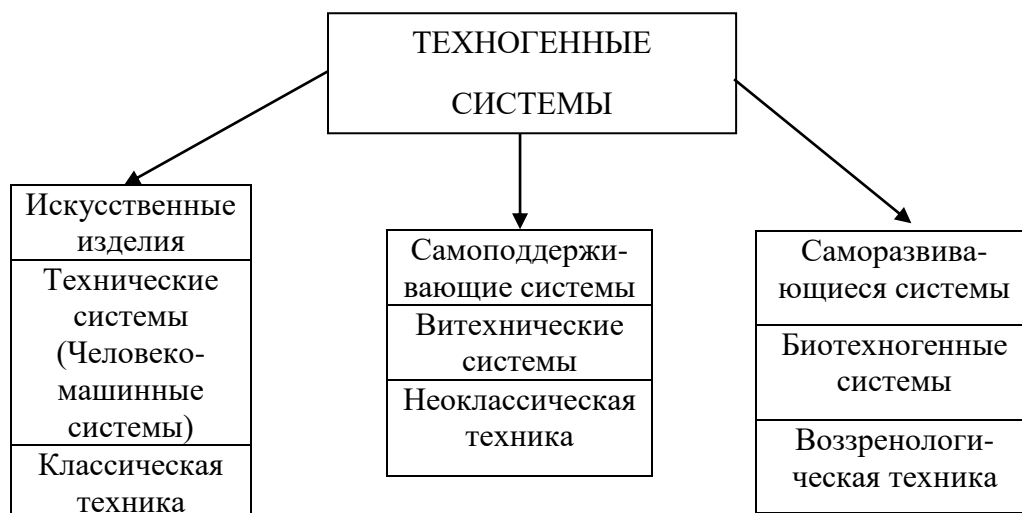 ТЕХНОГЕННЫЕ
СИСТЕМЫ
Искусственные
изделия
Технические
системы
(Человеко-
машинные
системы)
Классическая
техника
Самоподдержи-
вающие системы
Витехнические
системы
Неоклассическая
техника
Саморазвива-
ющиеся системы
Биотехногенные
системы
Воззренологи-
ческая техника